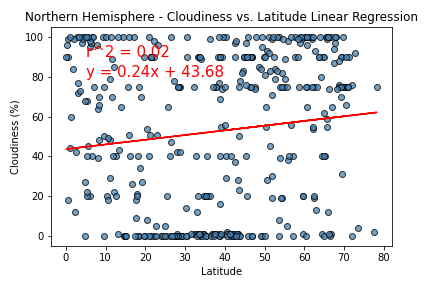 Northern Hemisphere - Cloudiness vs. Latitude Linear Regression
100
80
60
40
20
0
Cloudiness (%)
r^2 = 0.02
y = 0.24x + 43.68
0 10 20 30 40 50 60 70 80
Latitude